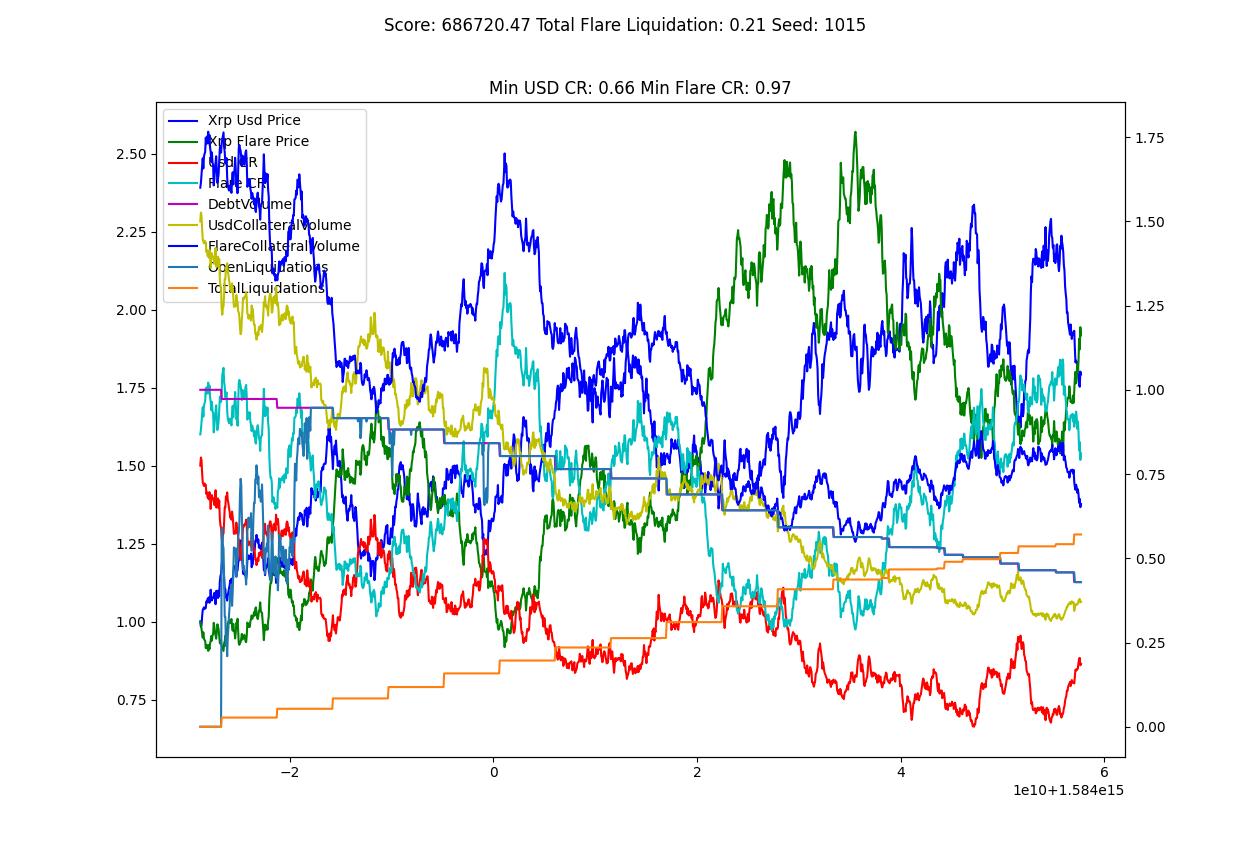 Score: 686720.47 Total Flare Liquidation: 0.21 Seed: 1015
Min USD CR: 0.66 Min Flare CR: 0.97
Xrp Usd Price
Xrp Flare Price
Usd CR
Flare CR
DebtVolume
UsdCollateralVolume
FlareCollateralVolume
OpenLiquidations
TotalLiquidations
2.50
2.25
2.00
1.75
1.50
1.25
1.00
0.75
1.75
1.50
1.25
1.00
0.75
0.50
0.25
0.00
−2 0 2 4 6
1e10+1.584e15